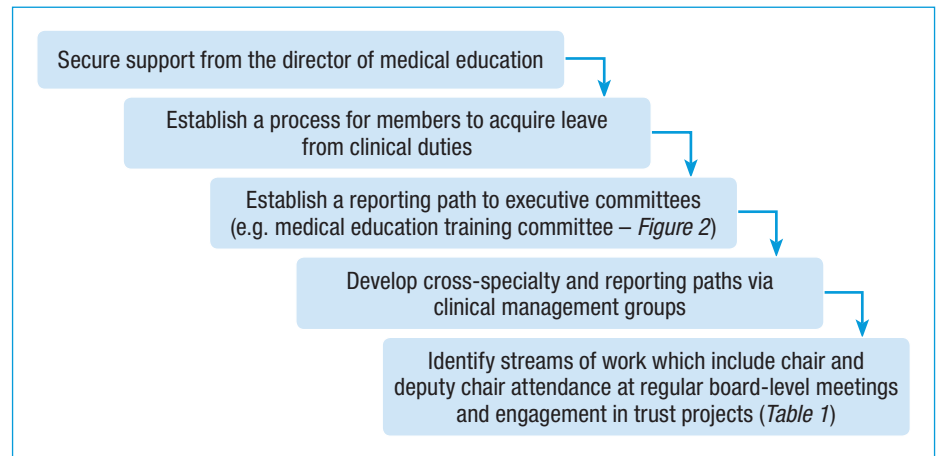 Secure support from the director of medical education
Establish a process for members to acquire leave
from clinical duties
Establish a reporting path to executive committees
(e.g. medical education training committee – Figure 2)
Develop cross-specialty and reporting paths via
clinical management groups
Identify streams of work which include chair and
deputy chair attendance at regular board-level meetings
and engagement in trust projects (Table 1)